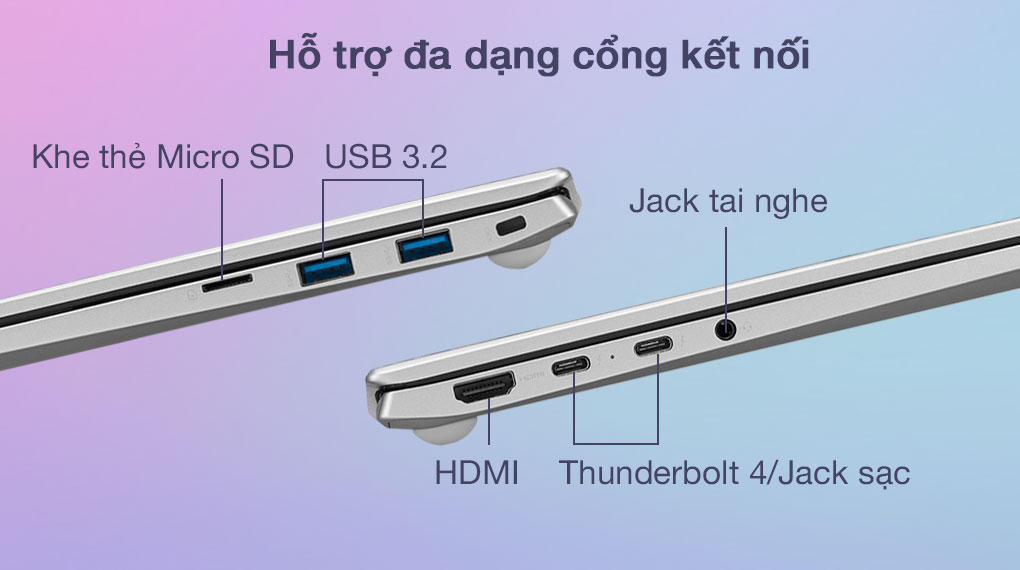 Hỗ trợ đa dạng cổng kết nối
Khe thẻ Micro SD
USB 3.2
Jack tai nghe
HDMI
HDMI
Thunderbolt 4/Jack sạc